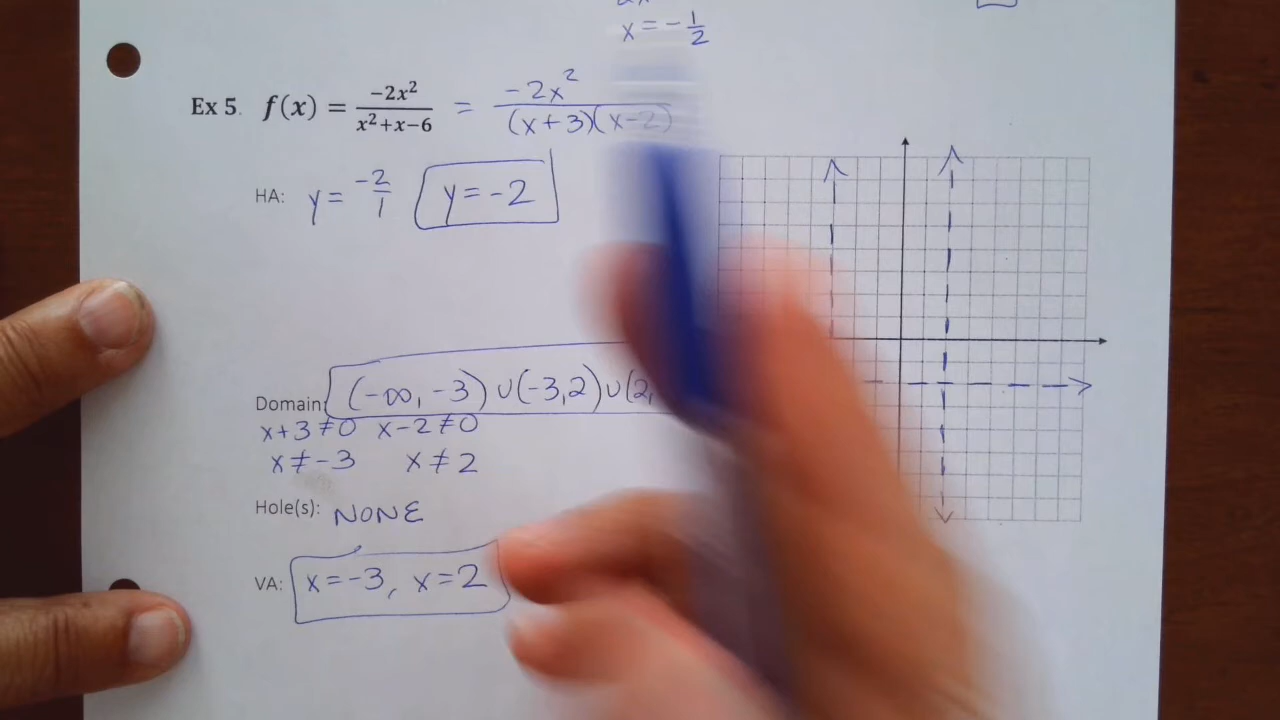 x = -1/2
Ex 5. f(x) = -2x²/x²+x-6 = -2x²/(x+3)(x-2)
HA: y = -2/1 y = -2
Domain: (-∞, -3) ∪ (-3, 2) ∪ (2,
x+3 ≠ 0 x-2 ≠ 0
x ≠ -3 x ≠ 2
Hole(s): NONE
VA: x = -3, x = 2